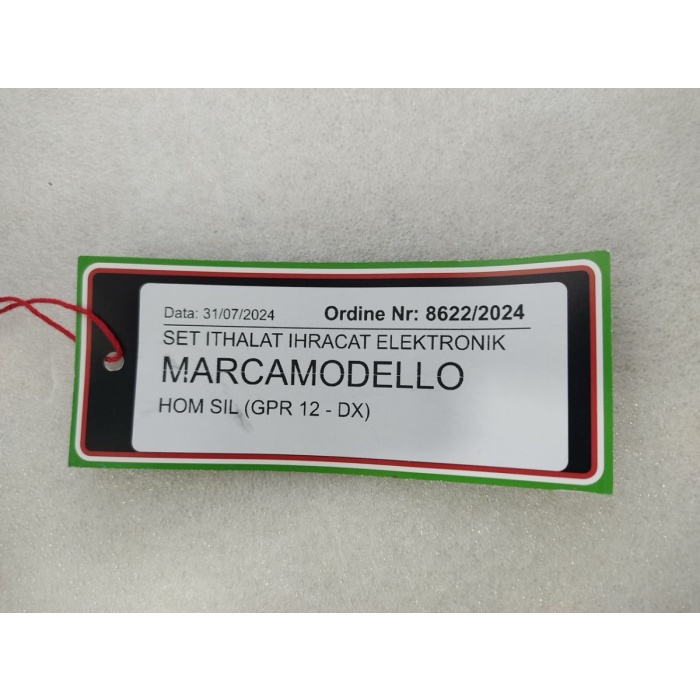 Data: 31/07/2024 Ordine Nr: 8622/2024
SET ITHALAT IHRACAT ELEKTRONIK
MARCAMODELLO
HOM SIL (GPR 12 - DX)